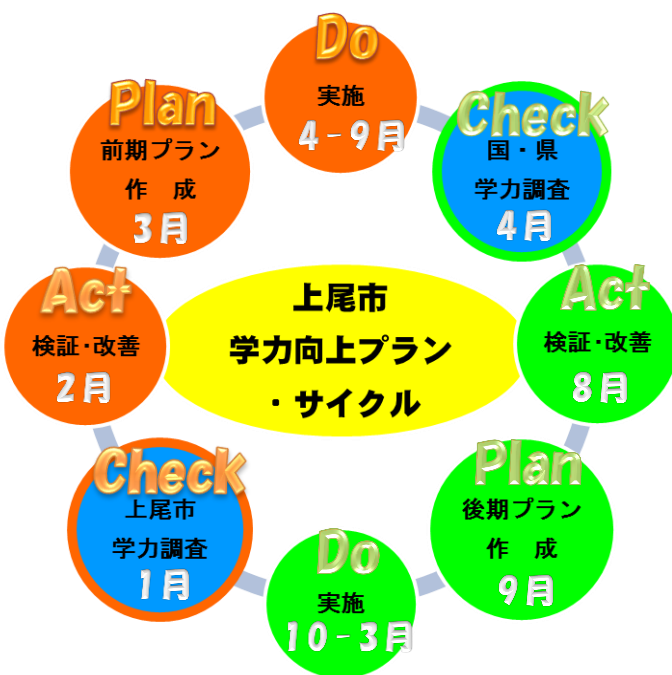 Do
実施
4-9月
Check
国・県
学力調査
4月
Act
検証・改善
8月
Plan
後期プラン
作　成
9月
Do
実施
10-3月
Check
上尾市
学力調査
1月
Act
検証・改善
2月
Plan
前期プラン
作　成
3月
上尾市
学力向上プラン
・サイクル